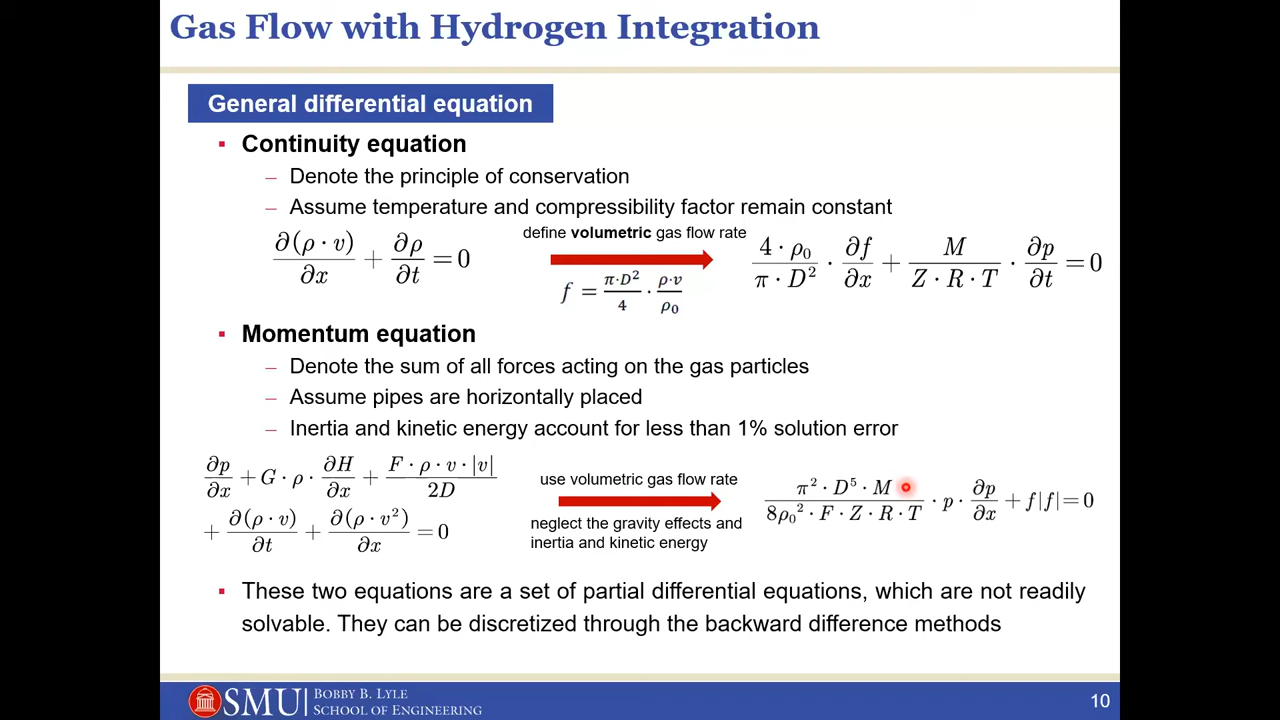 Gas Flow with Hydrogen Integration
General differential equation
▪ Continuity equation
– Denote the principle of conservation
– Assume temperature and compressibility factor remain constant
define volumetric gas flow rate
∂(ρ · v)/∂x + ∂ρ/∂t = 0
f = π·D²/4 · ρ·v/ρ₀
4 · ρ₀/π · D² · ∂f/∂x + M/Z · R · T · ∂p/∂t = 0
▪ Momentum equation
– Denote the sum of all forces acting on the gas particles
– Assume pipes are horizontally placed
– Inertia and kinetic energy account for less than 1% solution error
∂p/∂x + G · ρ · ∂H/∂x + F · ρ · v · |v|/2D
+ ∂(ρ · v)/∂t + ∂(ρ · v²)/∂x = 0
use volumetric gas flow rate
neglect the gravity effects and
inertia and kinetic energy
π² · D⁵ · M/8ρ₀² · F · Z · R · T · p · ∂p/∂x + f|f| = 0
▪ These two equations are a set of partial differential equations, which are not readily
solvable. They can be discretized through the backward difference methods
SMU
BOBBY B. LYLE
SCHOOL OF ENGINEERING
10